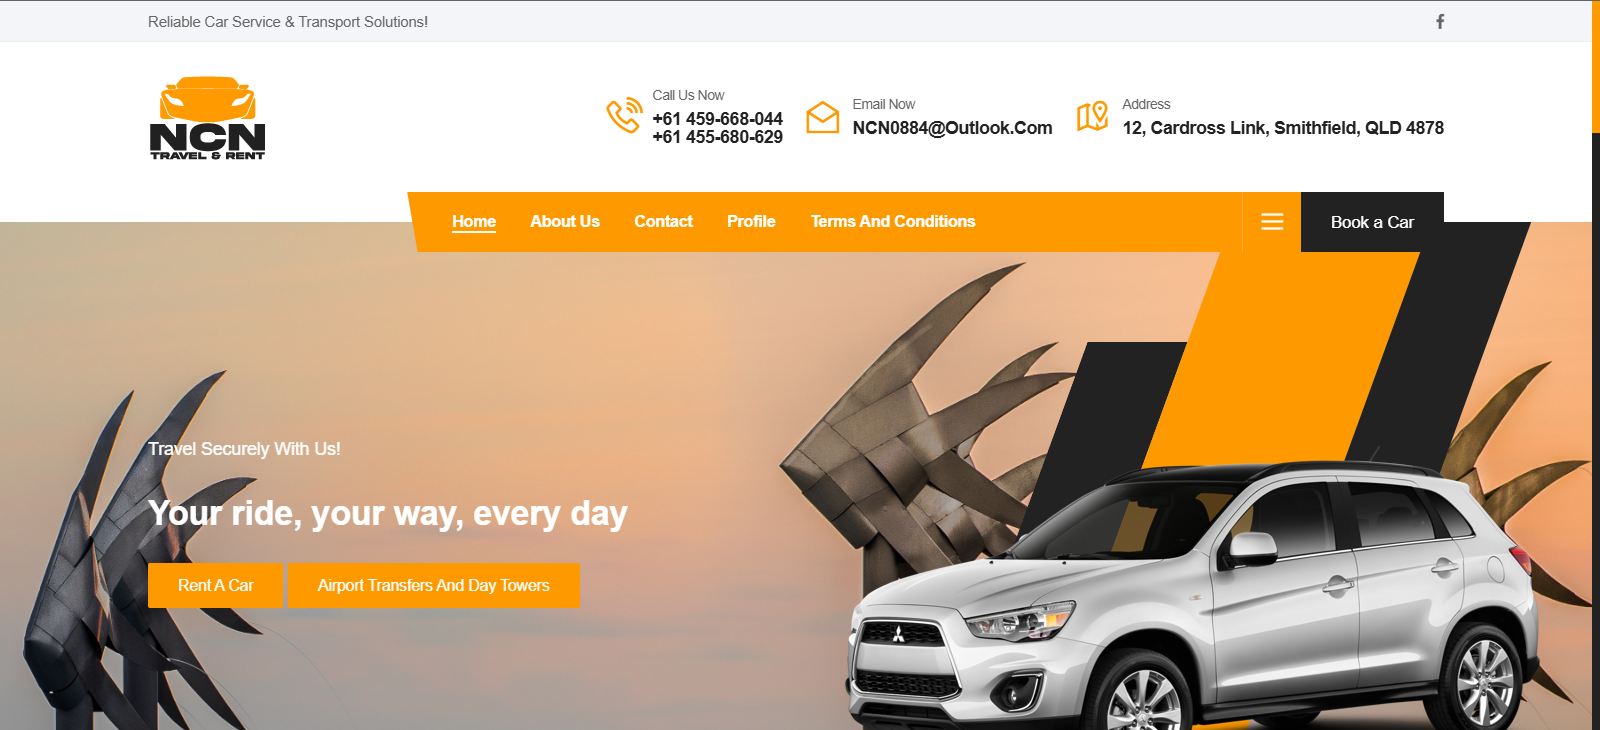 Reliable Car Service & Transport Solutions!
NCN
TRAVEL & RENT
Call Us Now
+61 459-668-044
+61 455-680-629
Email Now
NCN0884@Outlook.Com
Address
12, Cardross Link, Smithfield, QLD 4878
Home
About Us
Contact
Profile
Terms And Conditions
Book a Car
Travel Securely With Us!
Your ride, your way, every day
Rent A Car
Airport Transfers And Day Towers